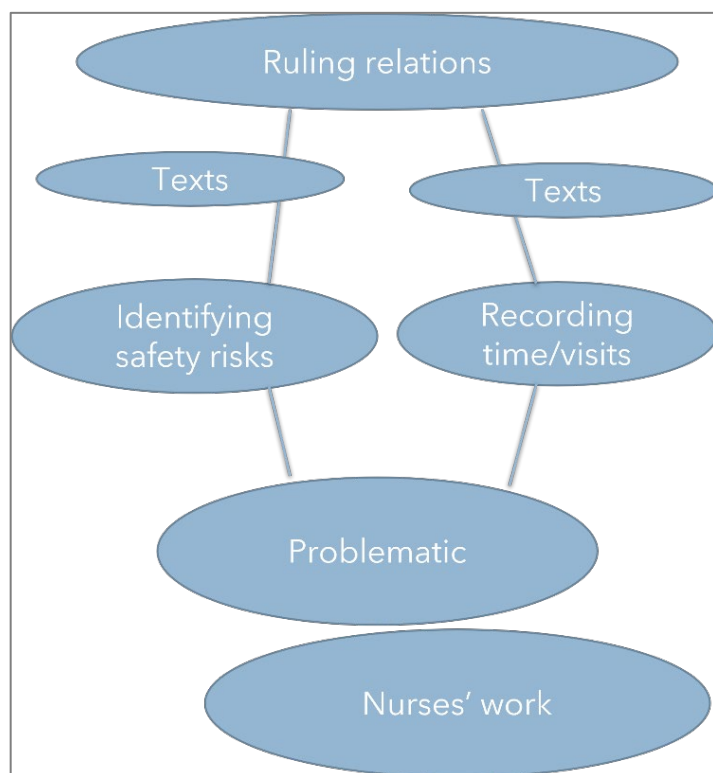 Ruling relations
Texts
Texts
Identifying
safety risks
Recording
time/visits
Problematic
Nurses’ work